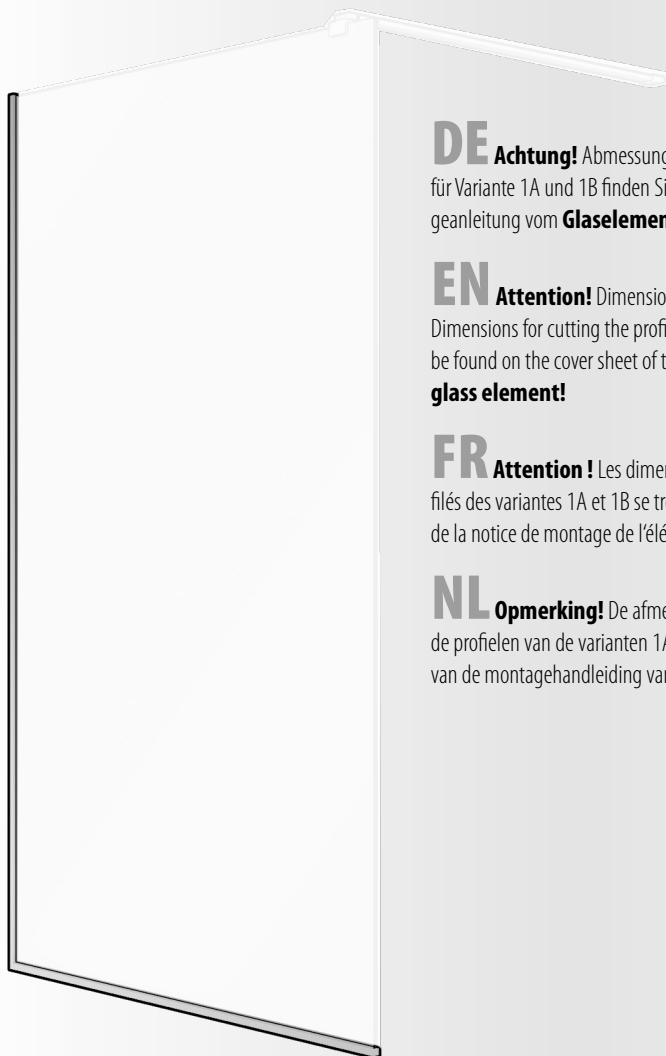 DE Achtung! Abmessung
für Variante 1A und 1B finden Si
geanleitung vom Glaselemen
EN Attention! Dimensio
Dimensions for cutting the profi
be found on the cover sheet of t
glass element!
FR Attention ! Les dimen
filés des variantes 1A et 1B se tr
de la notice de montage de l'élé
NL Opmerking! De afme
de profielen van de varianten 1A
van de montagehandleiding van